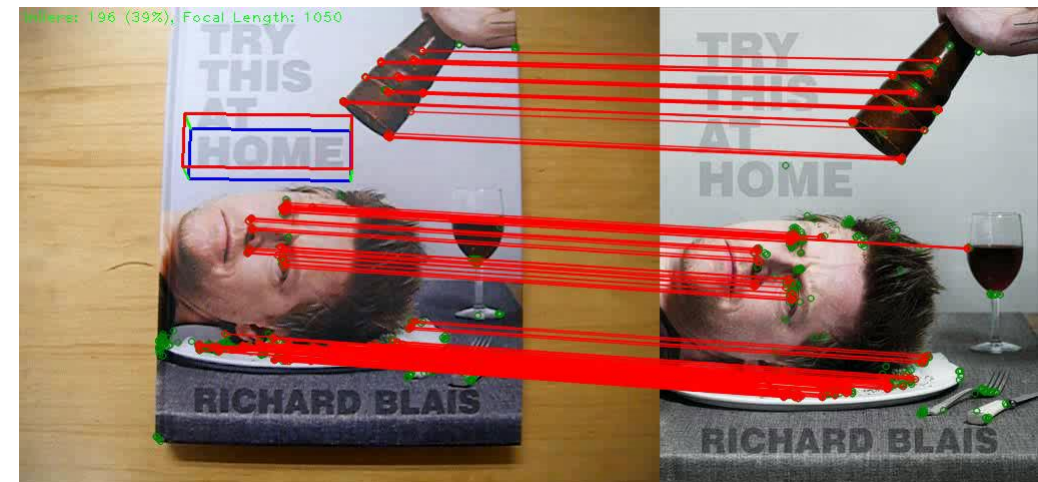 Inliers: 196 (39%), Focal Length: 1050
TRY
THIS
AT
HOME
RICHARD BLAIS
TRY
THIS
AT
HOME
RICHARD BLAIS